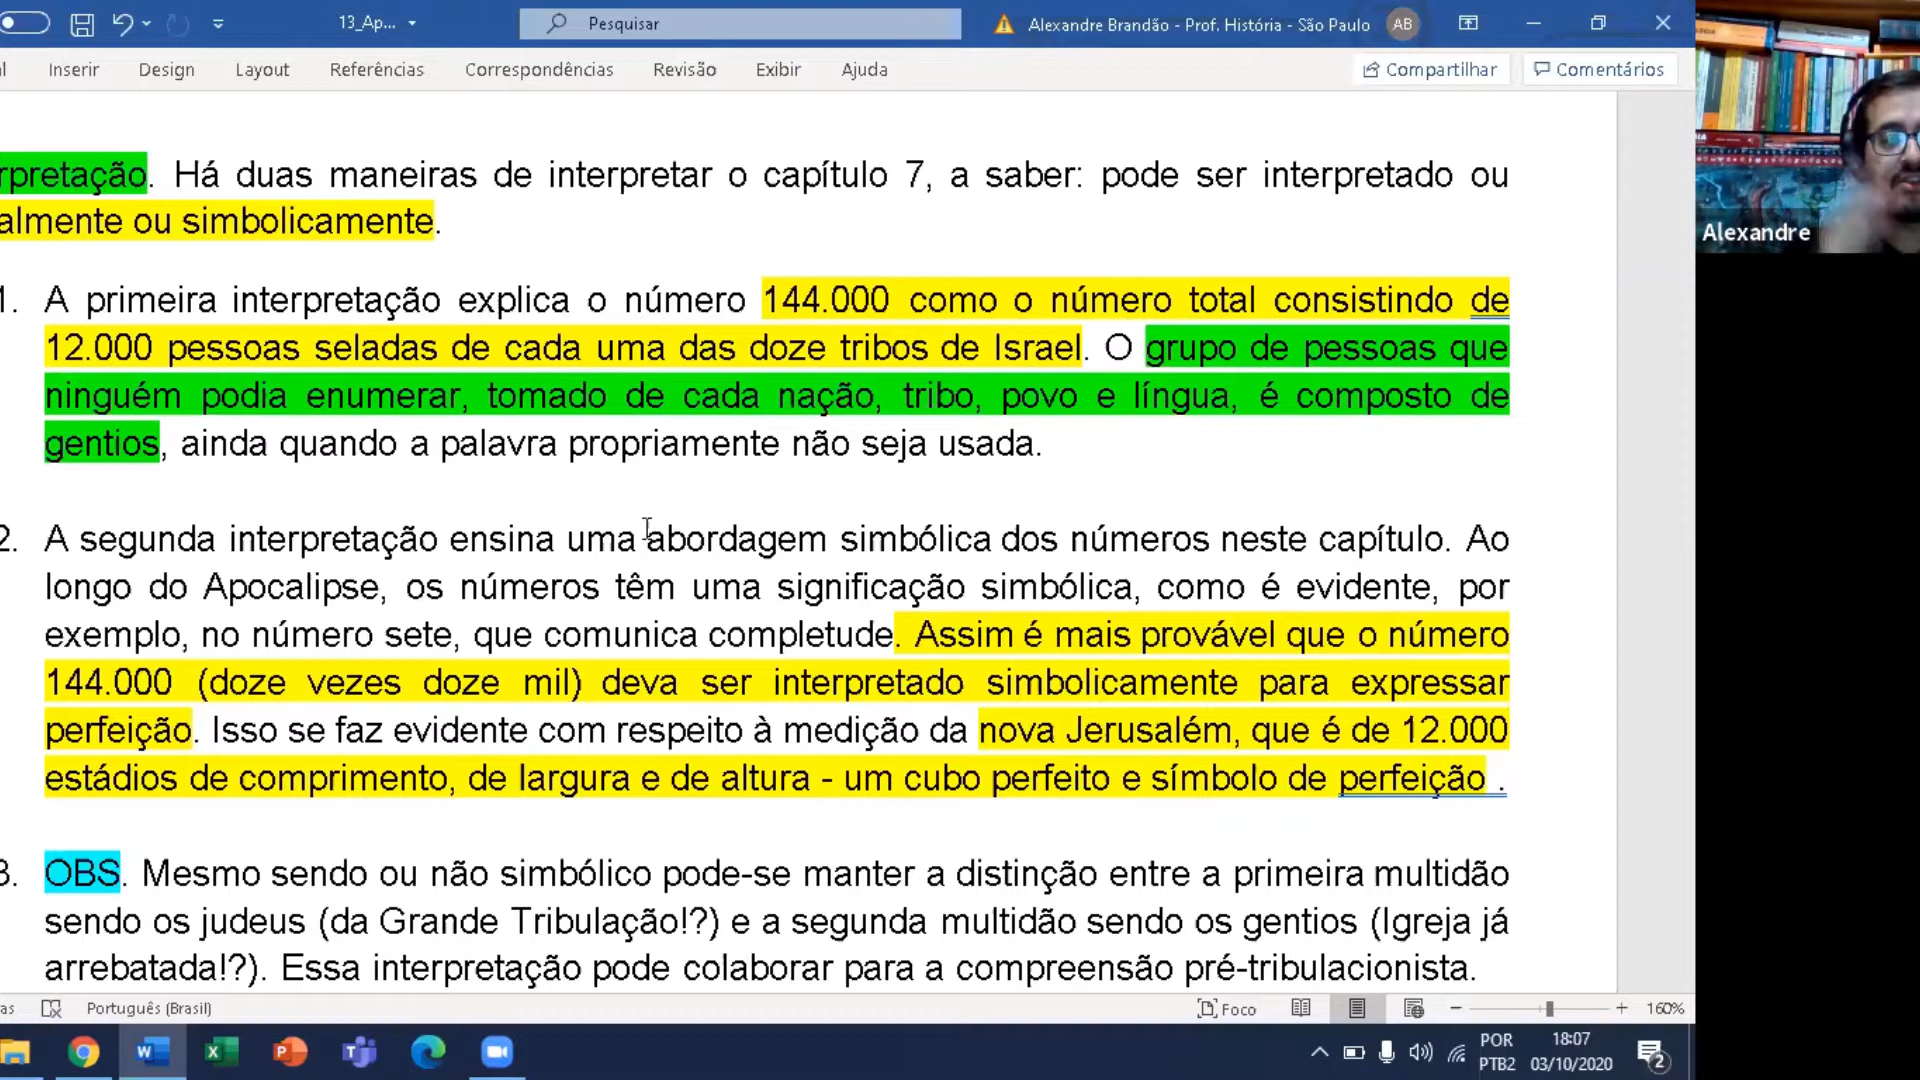 13_Ap...
Pesquisar
Alexandre Brandão - Prof. História - São Paulo
AB
Inserir
Design
Layout
Referências
Correspondências
Revisão
Exibir
Ajuda
Compartilhar
Comentários
rpretação. Há duas maneiras de interpretar o capítulo 7, a saber: pode ser interpretado ou
almente ou simbolicamente.
1. A primeira interpretação explica o número 144.000 como o número total consistindo de
12.000 pessoas seladas de cada uma das doze tribos de Israel. O grupo de pessoas que
ninguém podia enumerar, tomado de cada nação, tribo, povo e língua, é composto de
gentios, ainda quando a palavra propriamente não seja usada.
2. A segunda interpretação ensina uma abordagem simbólica dos números neste capítulo. Ao
longo do Apocalipse, os números têm uma significação simbólica, como é evidente, por
exemplo, no número sete, que comunica completude. Assim é mais provável que o número
144.000 (doze vezes doze mil) deva ser interpretado simbolicamente para expressar
perfeição. Isso se faz evidente com respeito à medição da nova Jerusalém, que é de 12.000
estádios de comprimento, de largura e de altura - um cubo perfeito e símbolo de perfeição .
3. OBS. Mesmo sendo ou não simbólico pode-se manter a distinção entre a primeira multidão
sendo os judeus (da Grande Tribulação!?) e a segunda multidão sendo os gentios (Igreja já
arrebatada!?). Essa interpretação pode colaborar para a compreensão pré-tribulacionista.
Alexandre
as
Português (Brasil)
Foco
160%
POR
PTB2
18:07
03/10/2020
2